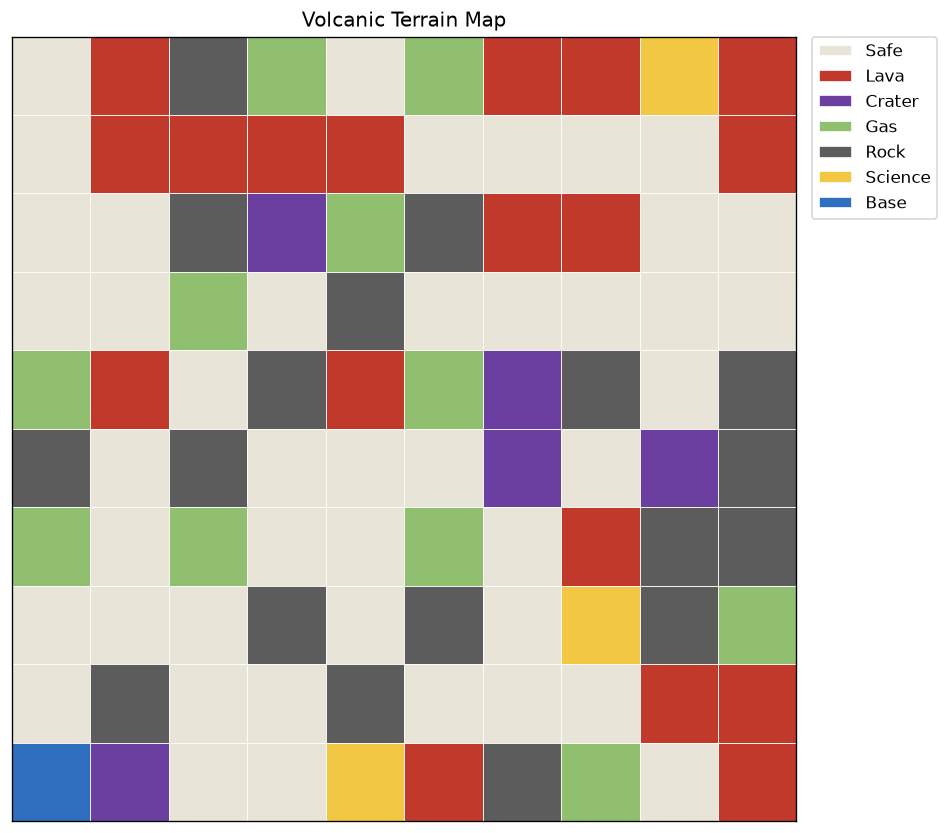 Volcanic Terrain Map
Safe
Lava
Crater
Gas
Rock
Science
Base